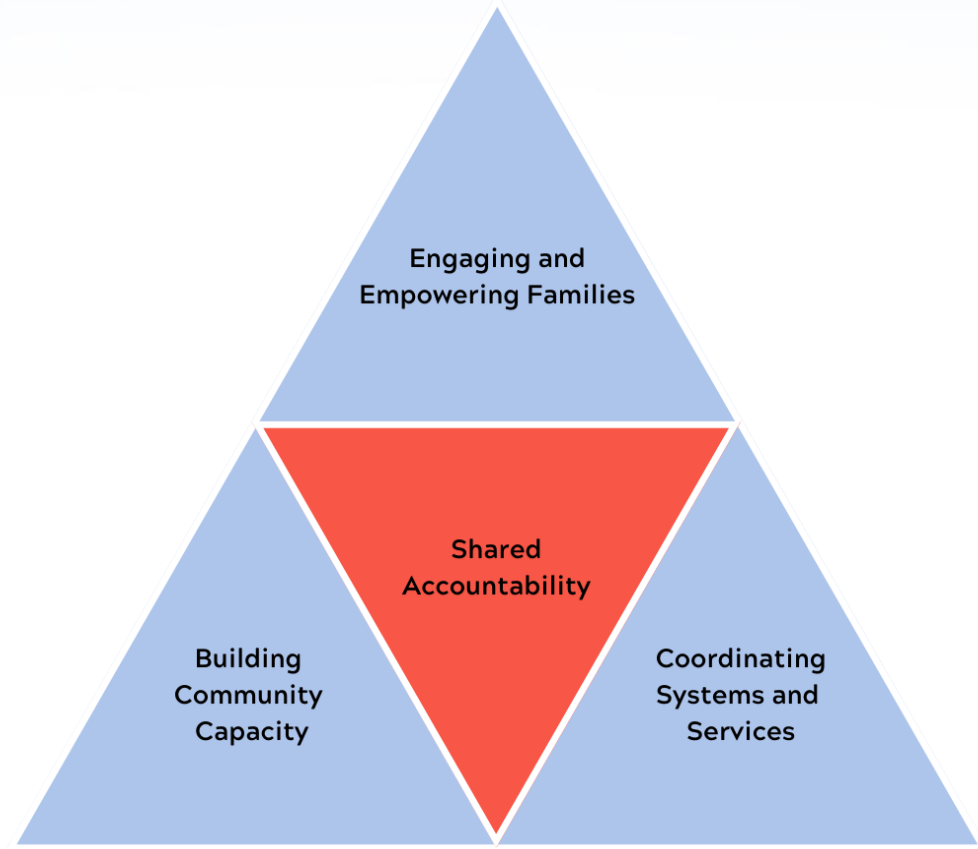 Engaging and
Empowering Families
Shared
Accountability
Building
Community
Capacity
Coordinating
Systems and
Services